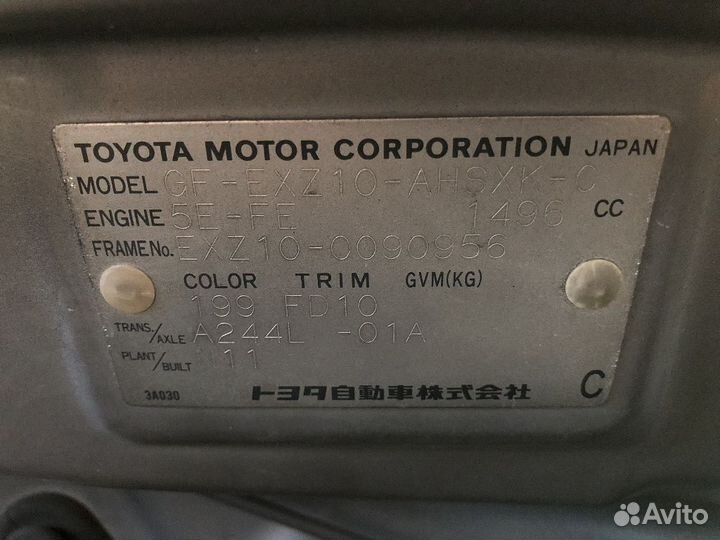 TOYOTA MOTOR CORPORATION JAPAN
MODEL GF-EXZ10-AHSXK-C
ENGINE 5E-FE 1496 CC
FRAME No. EXZ10-0090956
COLOR TRIM GVM(KG)
199 FD10
TRANS./AXLE A244L -01A
PLANT/BUILT 11
3A030 トヨタ自動車株式会社 C
Avito